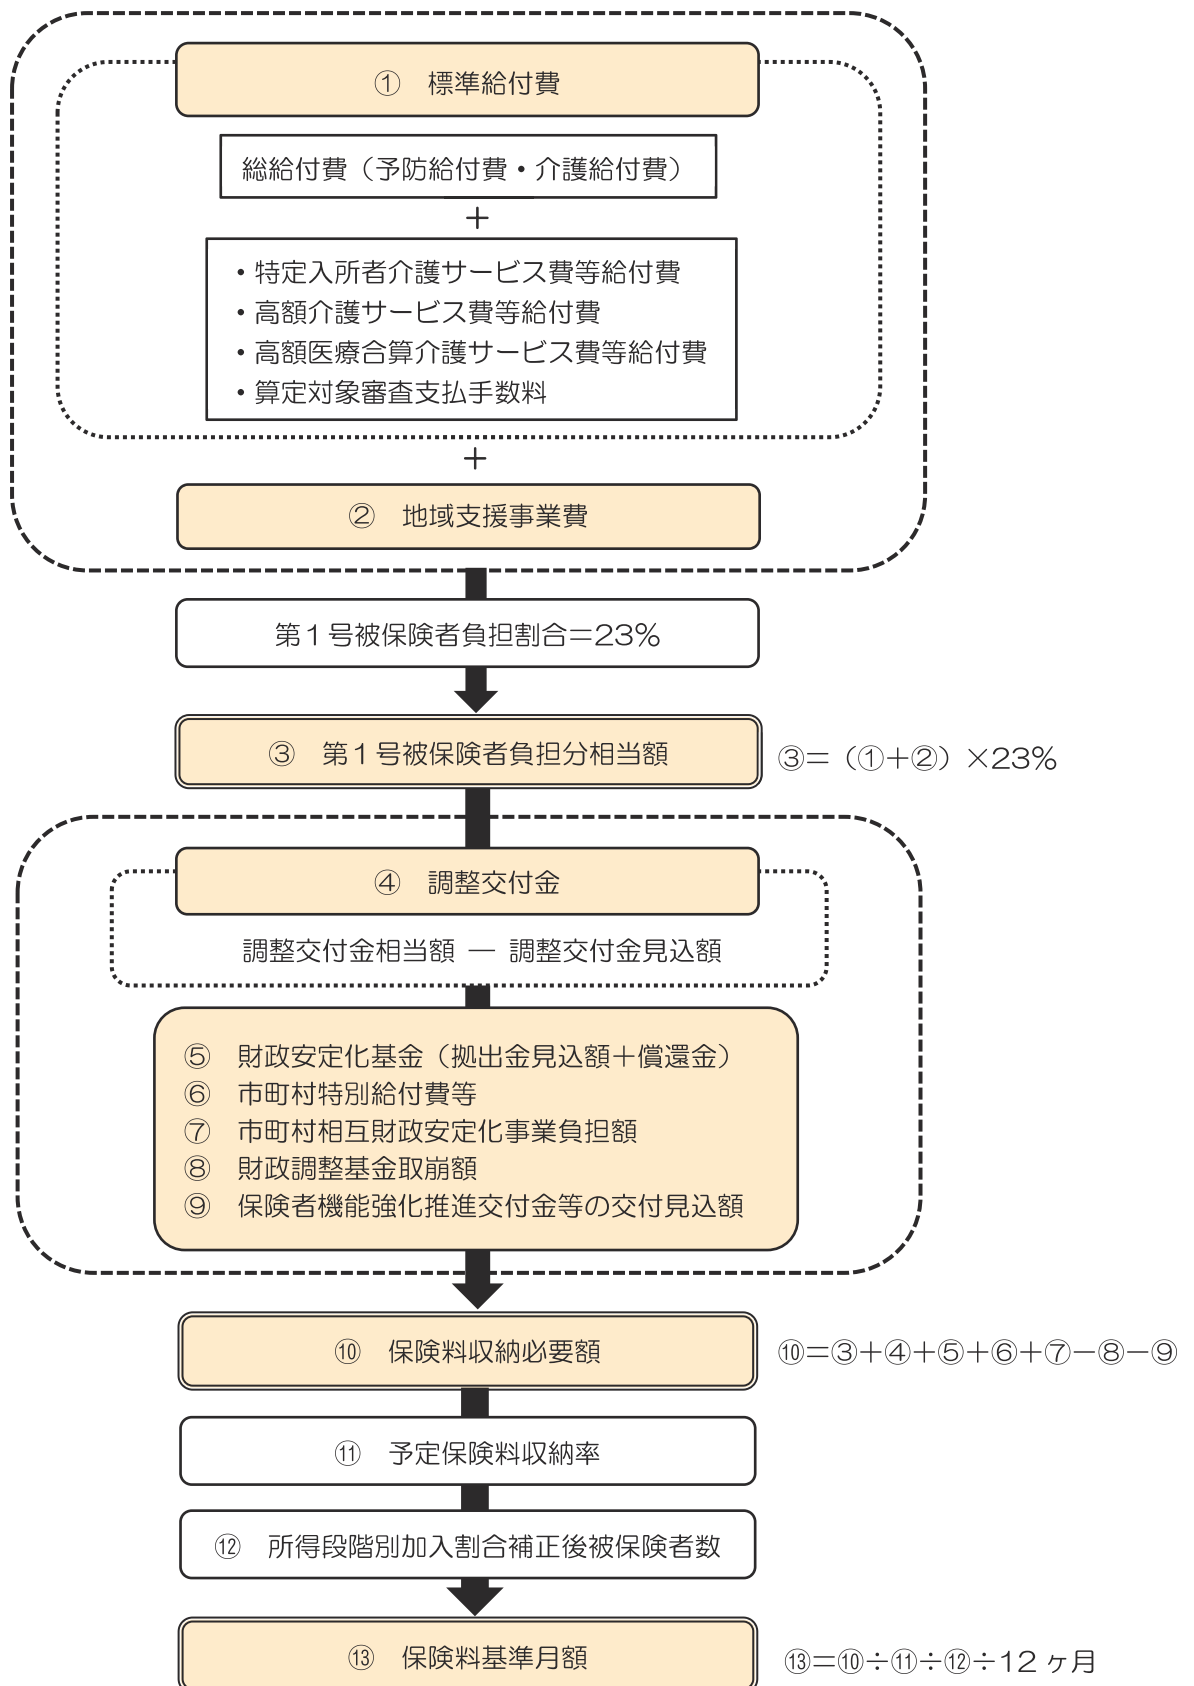 ① 標準給付費
総給付費（予防給付費・介護給付費）
＋
・特定入所者介護サービス費等給付費
・高額介護サービス費等給付費
・高額医療合算介護サービス費等給付費
・算定対象審査支払手数料
＋
② 地域支援事業費
第１号被保険者負担割合＝23％
③ 第１号被保険者負担分相当額
③＝（①＋②）×23％
④ 調整交付金
調整交付金相当額 ― 調整交付金見込額
⑤ 財政安定化基金（拠出金見込額＋償還金）
⑥ 市町村特別給付費等
⑦ 市町村相互財政安定化事業負担額
⑧ 財政調整基金取崩額
⑨ 保険者機能強化推進交付金等の交付見込額
⑩ 保険料収納必要額
⑩＝③＋④＋⑤＋⑥＋⑦－⑧－⑨
⑪ 予定保険料収納率
⑫ 所得段階別加入割合補正後被保険者数
⑬ 保険料基準月額
⑬＝⑩÷⑪÷⑫÷12 ヶ月